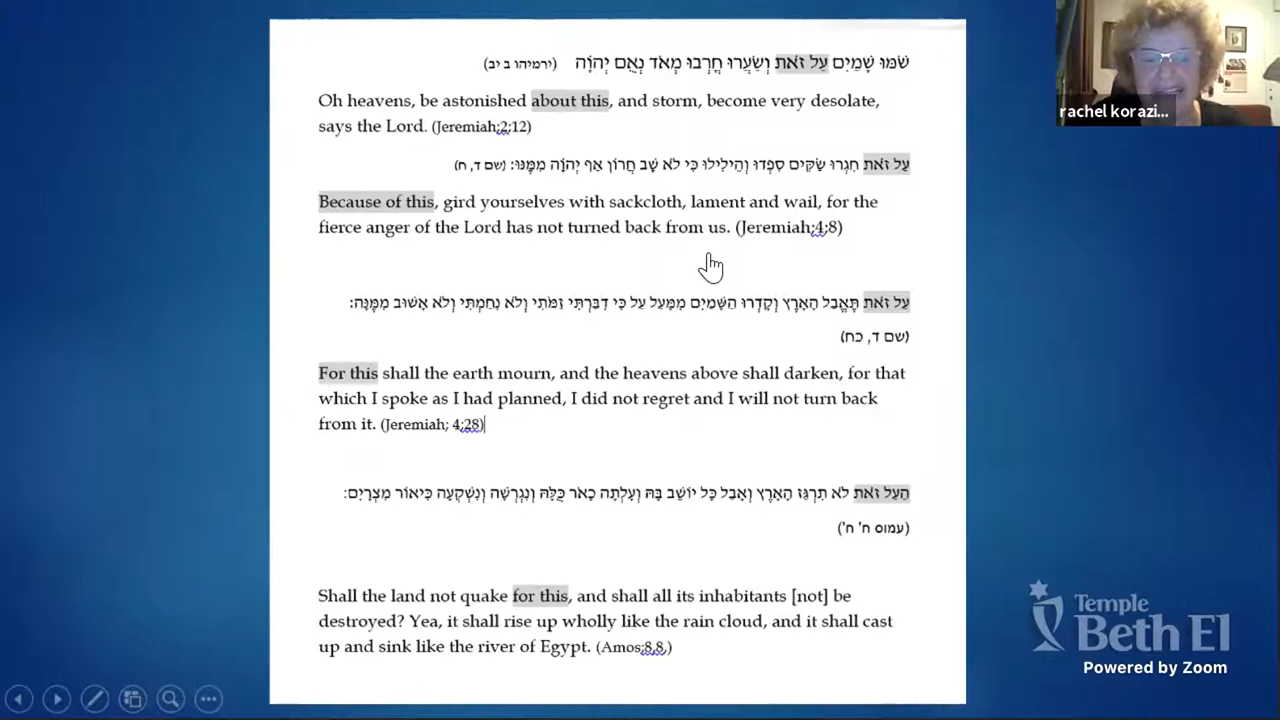 שֹׁמּוּ שָׁמַיִם עַל זֹאת וְשַׂעֲרוּ חָרְבוּ מְאֹד נְאֻם יְהוָֹה (ירמיהו ב יב)
Oh heavens, be astonished about this, and storm, become very desolate,
says the Lord. (Jeremiah;2;12)
עַל זֹאת חִגְרוּ שַׂקִּים סִפְדוּ וְהֵילִילוּ כִּי לֹא שָׁב חֲרוֹן אַף יְהוָֹה מִמֶּנּוּ: (שם ד, ח)
Because of this, gird yourselves with sackcloth, lament and wail, for the
fierce anger of the Lord has not turned back from us. (Jeremiah;4;8)
עַל זֹאת תֶּאֱבַל הָאָרֶץ וְקָדְרוּ הַשָּׁמַיִם מִמָּעַל עַל כִּי דִבַּרְתִּי זַמֹּתִי וְלֹא נִחַמְתִּי וְלֹא אָשׁוּב מִמֶּנָּה:
(שם ד, כח)
For this shall the earth mourn, and the heavens above shall darken, for that
which I spoke as I had planned, I did not regret and I will not turn back
from it. (Jeremiah; 4;28)
הַעַל זֹאת לֹא תִרְגַּז הָאָרֶץ וְאָבַל כָּל יוֹשֵׁב בָּהּ וְעָלְתָה כָאֹר כֻּלָּהּ וְנִגְרְשָׁה וְנִשְׁקְעָה כִּיאוֹר מִצְרָיִם:
(עמוס ח' ח')
Shall the land not quake for this, and shall all its inhabitants [not] be
destroyed? Yea, it shall rise up wholly like the rain cloud, and it shall cast
up and sink like the river of Egypt. (Amos;8,8,)
rachel korazi...
Temple
Beth El
Powered by Zoom